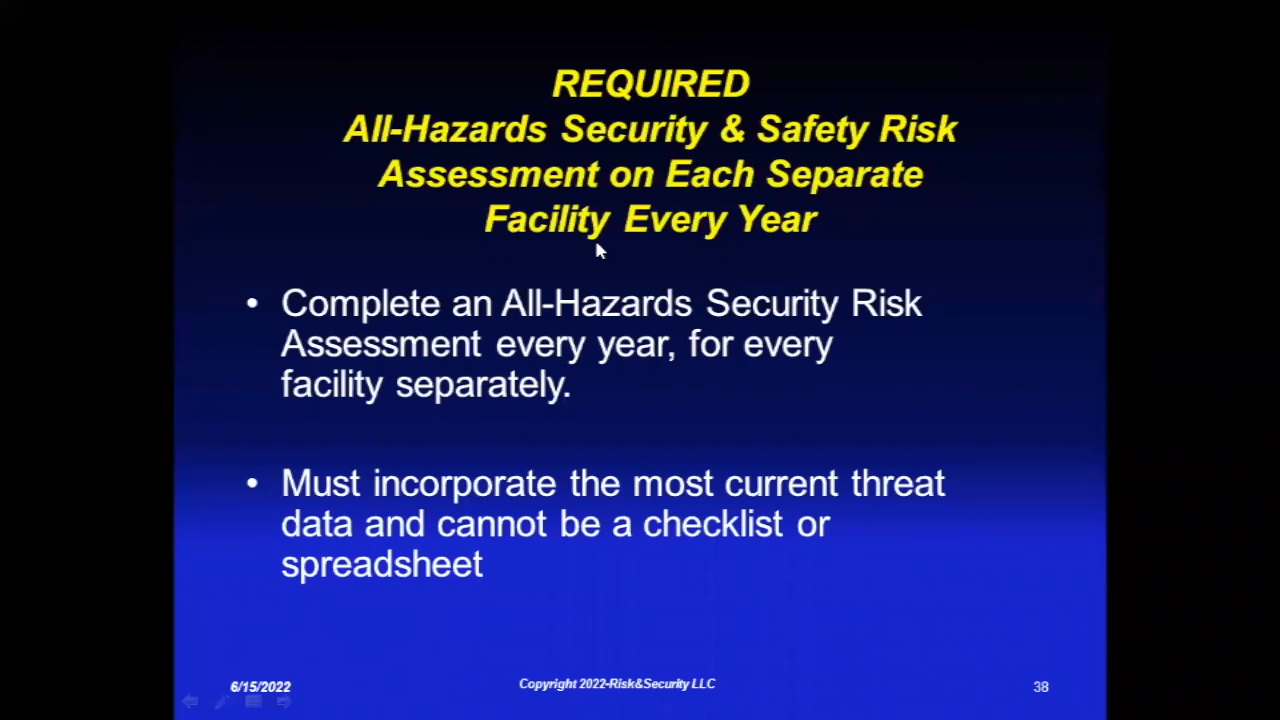 REQUIRED
All-Hazards Security & Safety Risk
Assessment on Each Separate
Facility Every Year
• Complete an All-Hazards Security Risk
Assessment every year, for every
facility separately.
• Must incorporate the most current threat
data and cannot be a checklist or
spreadsheet
6/15/2022
Copyright 2022-Risk&Security LLC
38